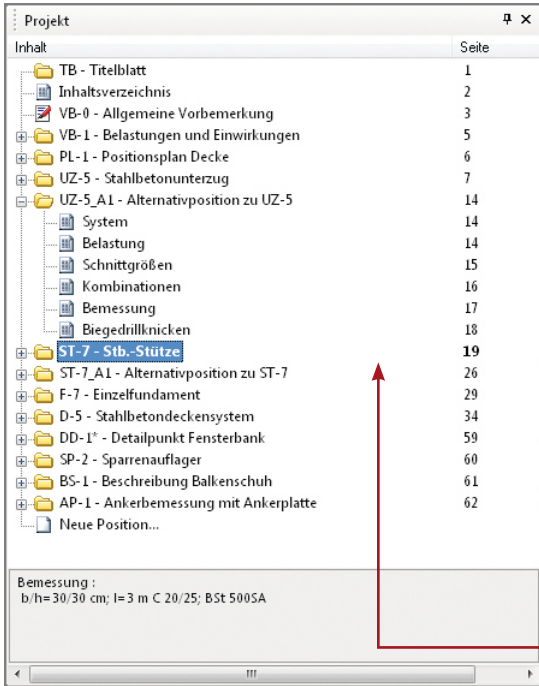 Projekt
Inhalt Seite
TB - Titelblatt 1
Inhaltsverzeichnis 2
VB-0 - Allgemeine Vorbemerkung 3
VB-1 - Belastungen und Einwirkungen 5
PL-1 - Positionsplan Decke 6
UZ-5 - Stahlbetonunterzug 7
UZ-5_A1 - Alternativposition zu UZ-5 14
System 14
Belastung 14
Schnittgrößen 15
Kombinationen 16
Bemessung 17
Biegedrillknicken 18
ST-7 - Stb.-Stütze 19
ST-7_A1 - Alternativposition zu ST-7 26
F-7 - Einzelfundament 29
D-5 - Stahlbetondeckensystem 34
DD-1* - Detailpunkt Fensterbank 59
SP-2 - Sparrenauflager 60
BS-1 - Beschreibung Balkenschuh 61
AP-1 - Ankerbemessung mit Ankerplatte 62
Neue Position...
Bemessung :
b/h=30/30 cm; l=3 m C 20/25; BSt 500SA